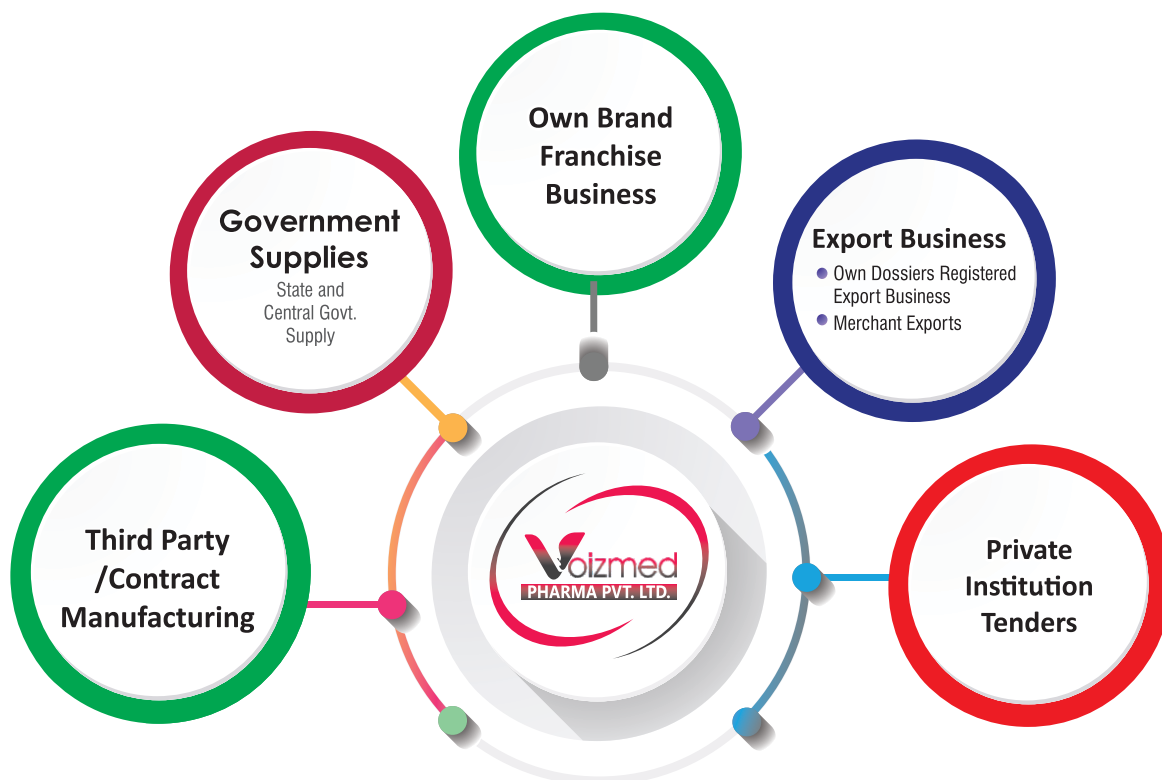 Own Brand
Franchise
Business
Government
Supplies
State and
Central Govt.
Supply
Export Business
Own Dossiers Registered
Export Business
Merchant Exports
Third Party
/Contract
Manufacturing
Voizmed
PHARMA PVT. LTD.
Private
Institution
Tenders